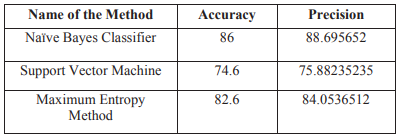 Name of the Method Accuracy Precision
Naïve Bayes Classifier 86 88.695652
Support Vector Machine 74.6 75.88235235
Maximum Entropy 82.6 84.0536512
Method